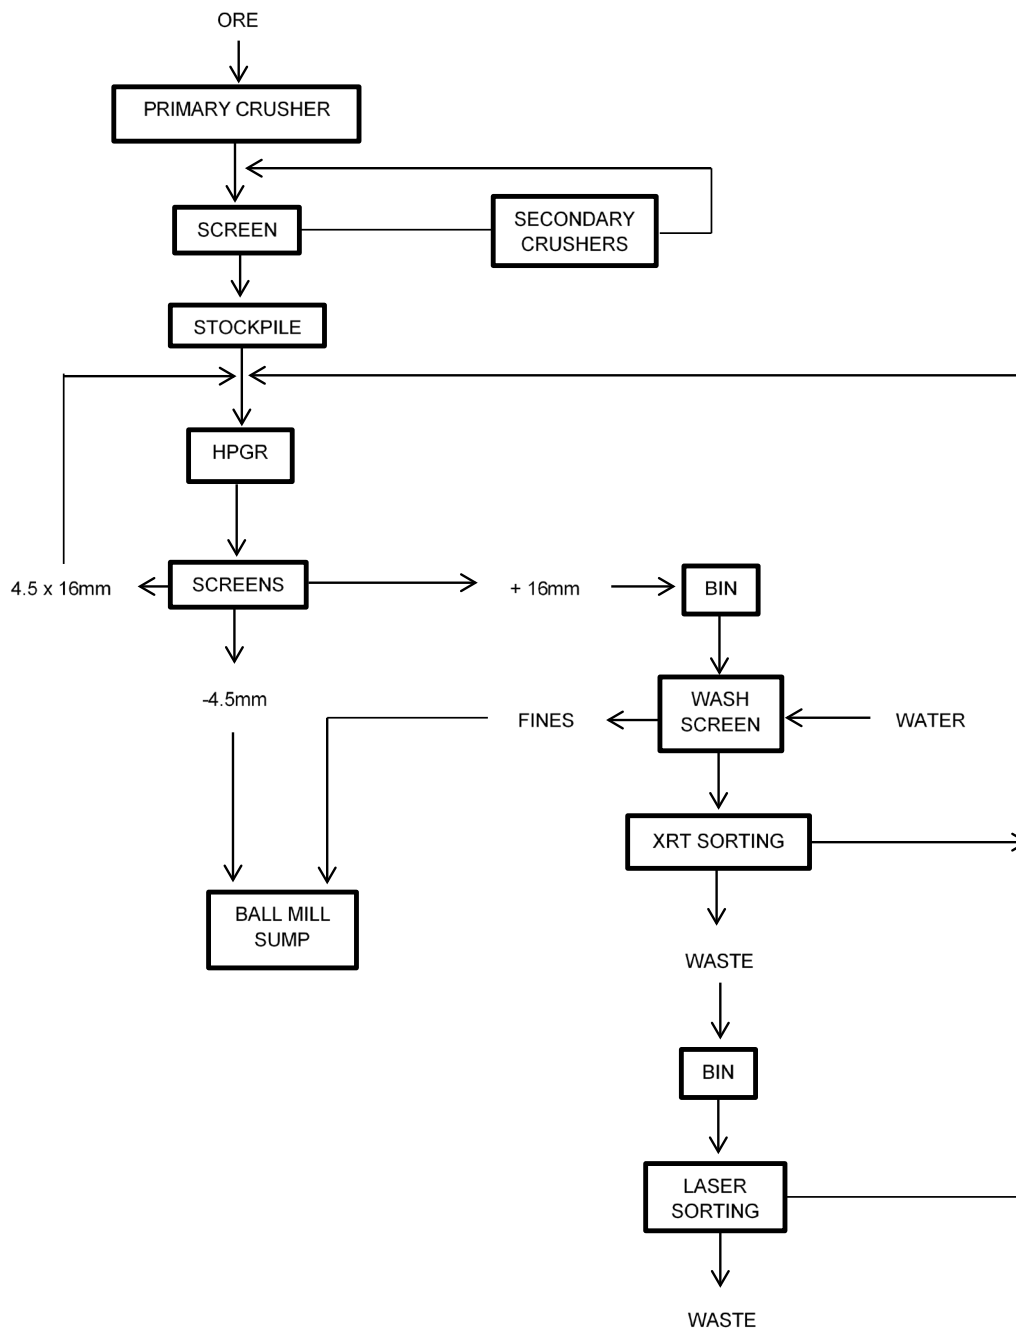 ORE
PRIMARY CRUSHER
SCREEN
SECONDARY
CRUSHERS
STOCKPILE
HPGR
4.5 x 16mm
SCREENS
+ 16mm
BIN
-4.5mm
FINES
WASH
SCREEN
WATER
XRT SORTING
BALL MILL
SUMP
WASTE
BIN
LASER
SORTING
WASTE